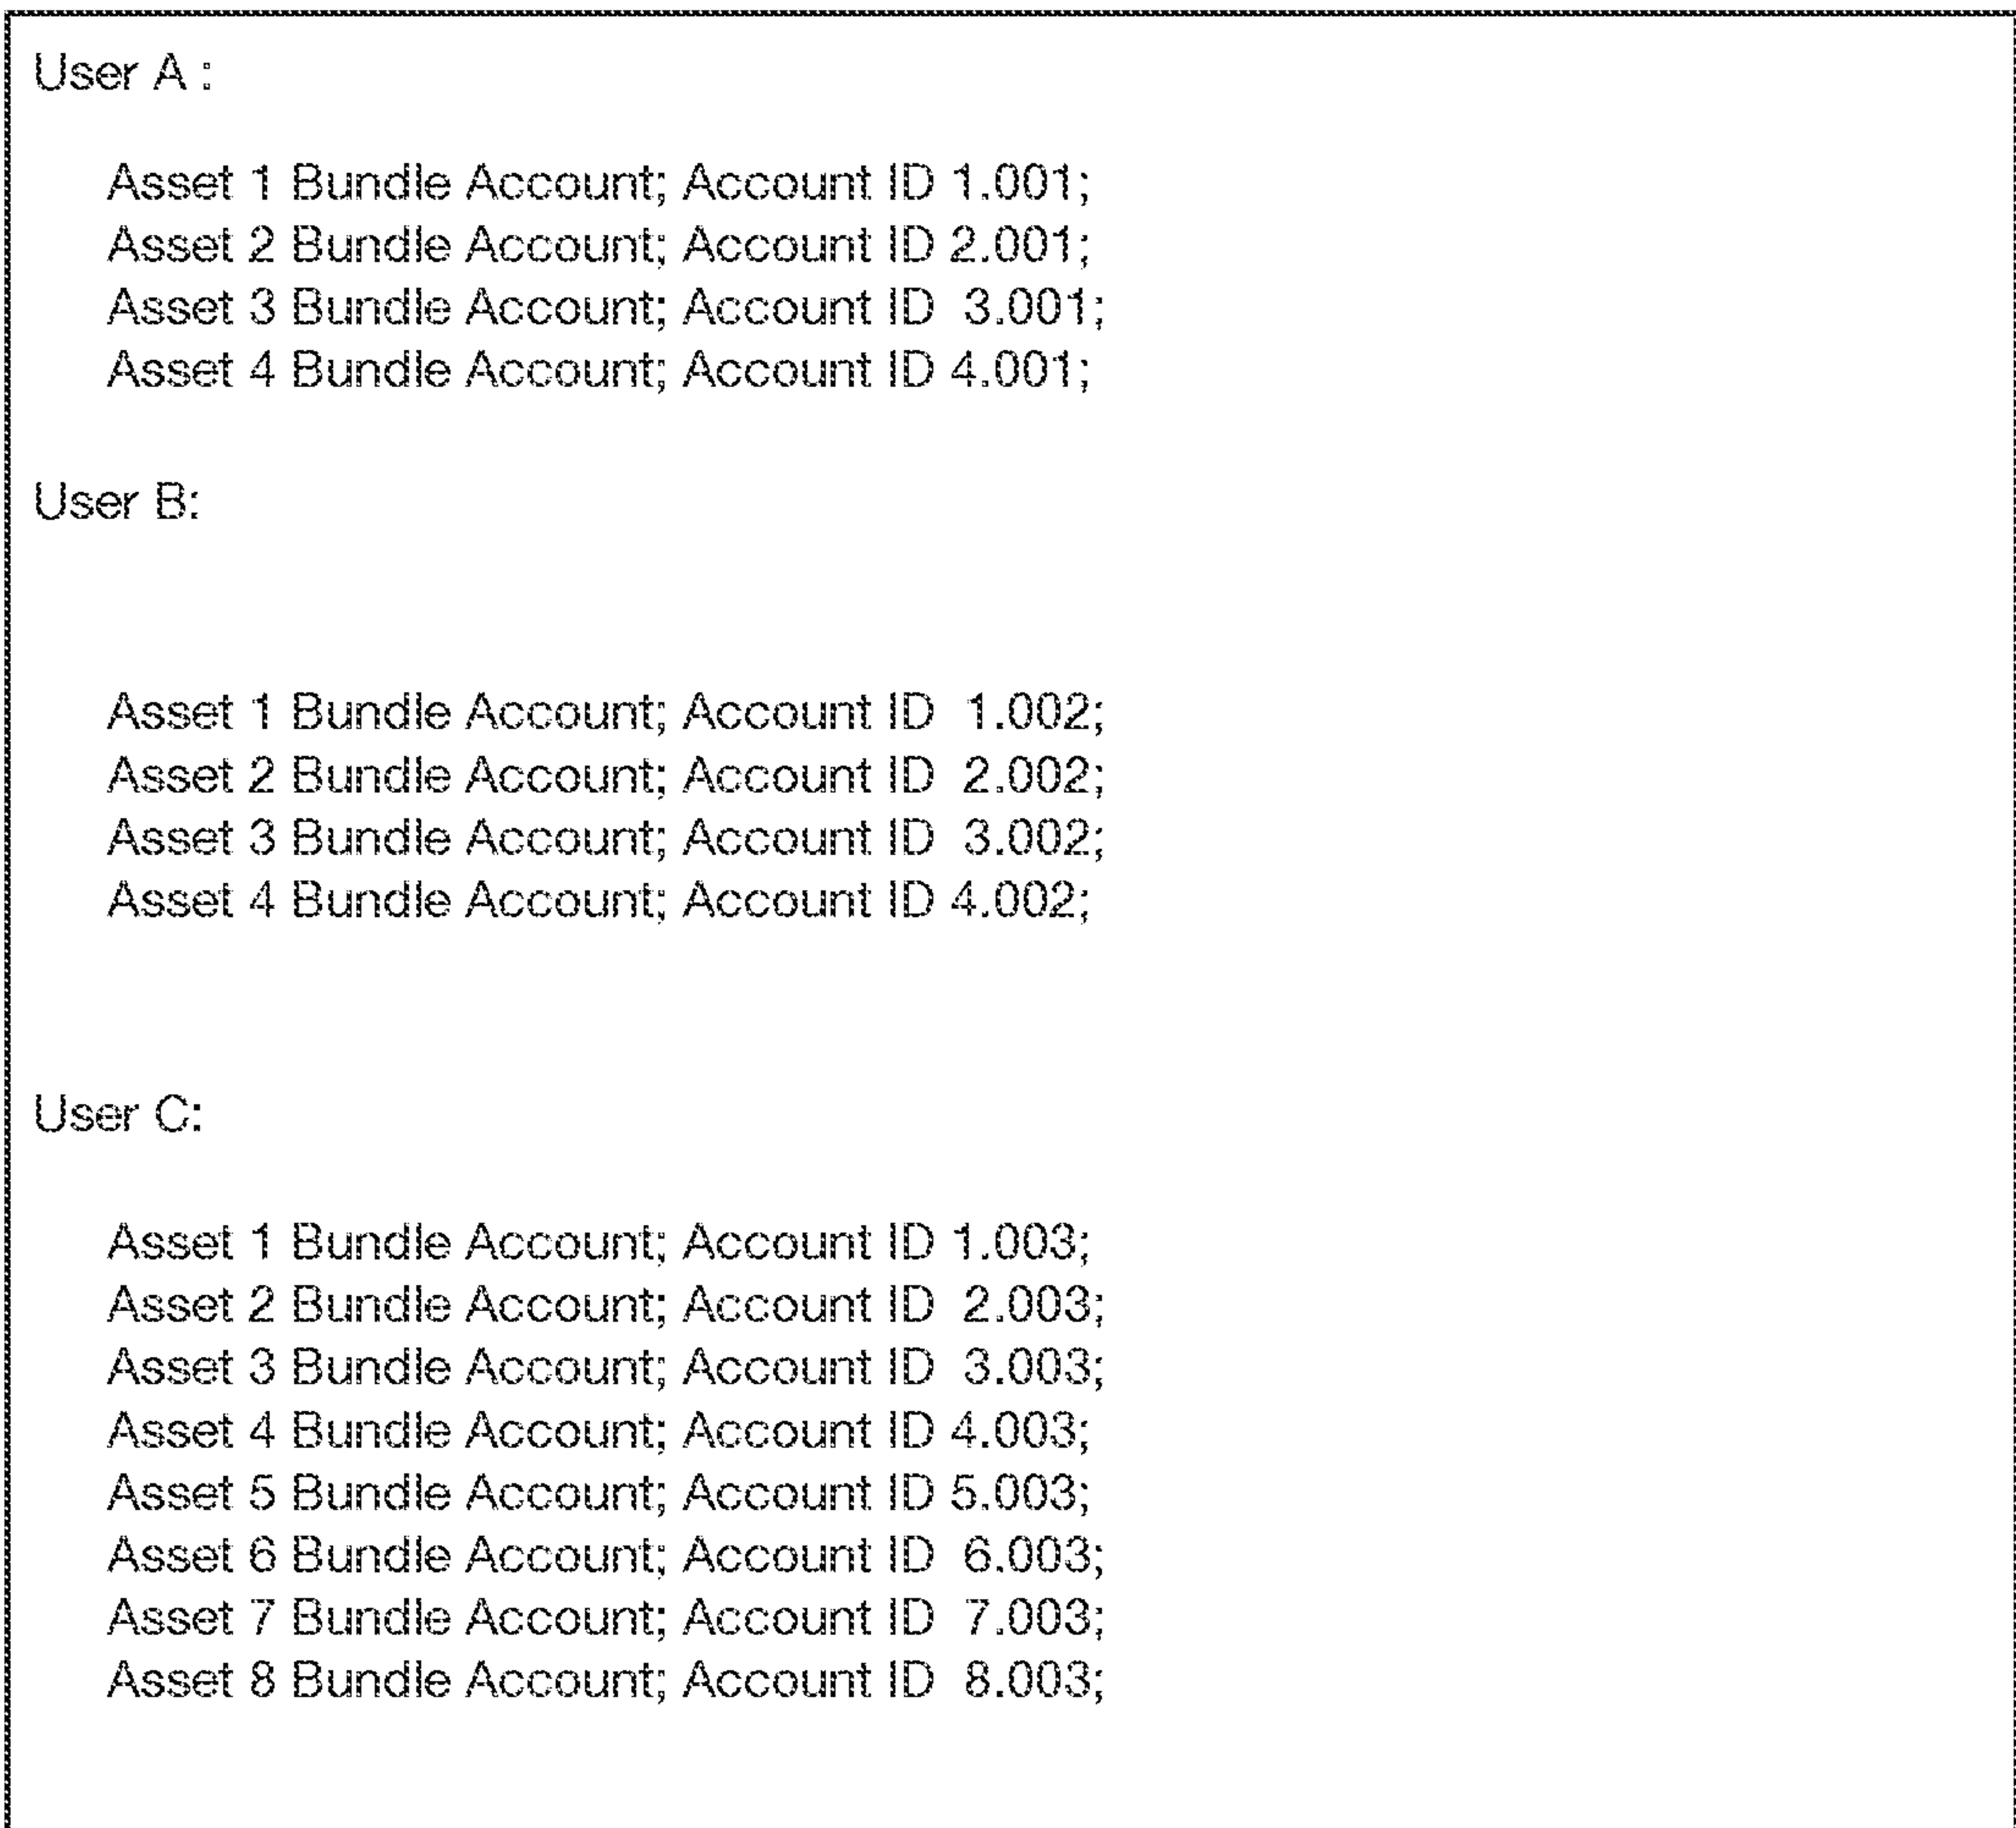 User A :
Asset 1 Bundle Account; Account ID 1.001;
Asset 2 Bundle Account; Account ID 2.001;
Asset 3 Bundle Account; Account ID  3.001;
Asset 4 Bundle Account; Account ID 4.001;
User B:
Asset 1 Bundle Account; Account ID  1.002;
Asset 2 Bundle Account; Account ID  2.002;
Asset 3 Bundle Account; Account ID  3.002;
Asset 4 Bundle Account; Account ID 4.002;
User C:
Asset 1 Bundle Account; Account ID 1.003;
Asset 2 Bundle Account; Account ID  2.003;
Asset 3 Bundle Account; Account ID  3.003;
Asset 4 Bundle Account; Account ID 4.003;
Asset 5 Bundle Account; Account ID 5.003;
Asset 6 Bundle Account; Account ID  6.003;
Asset 7 Bundle Account; Account ID  7.003;
Asset 8 Bundle Account; Account ID  8.003;